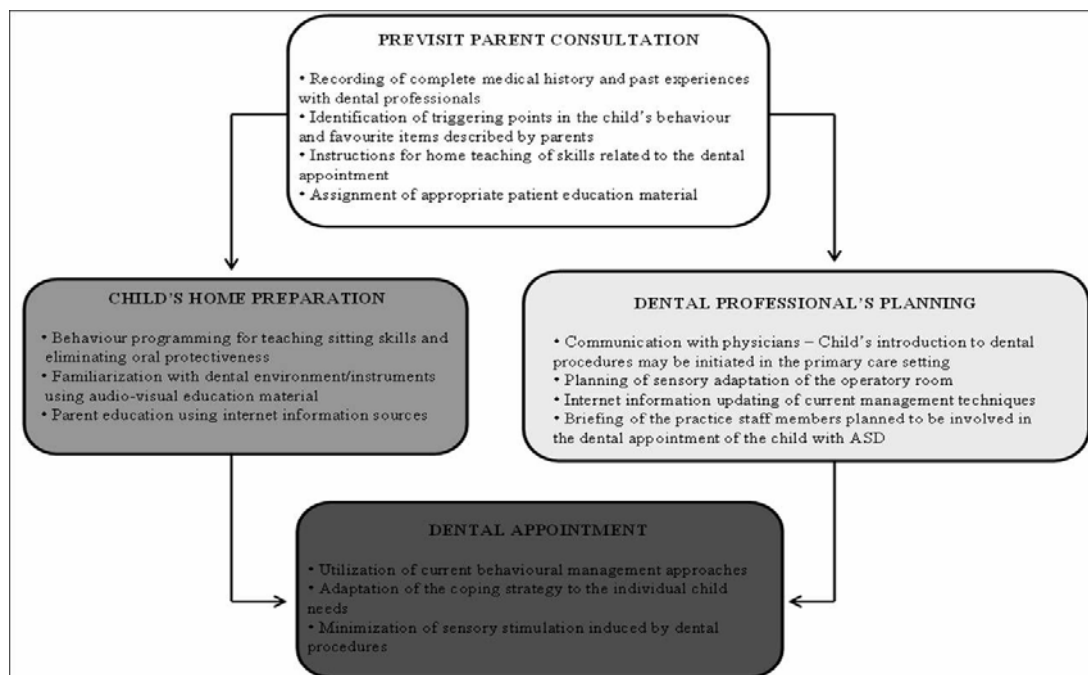 PREVISIT PARENT CONSULTATION
• Recording of complete medical history and past experiences
with dental professionals
• Identification of triggering points in the child's behaviour
and favourite items described by parents
• Instructions for home teaching of skills related to the dental
appointment
• Assignment of appropriate patient education material
CHILD'S HOME PREPARATION
• Behaviour programming for teaching sitting skills and
eliminating oral protectiveness
• Familiarization with dental environment/instruments
using audio-visual education material
• Parent education using internet information sources
DENTAL PROFESSIONAL'S PLANNING
• Communication with physicians – Child's introduction to dental
procedures may be initiated in the primary care setting
• Planning of sensory adaptation of the operatory room
• Internet information updating of current management techniques
• Briefing of the practice staff members planned to be involved in
the dental appointment of the child with ASD
DENTAL APPOINTMENT
• Utilization of current behavioural management approaches
• Adaptation of the coping strategy to the individual child
needs
• Minimization of sensory stimulation induced by dental
procedures